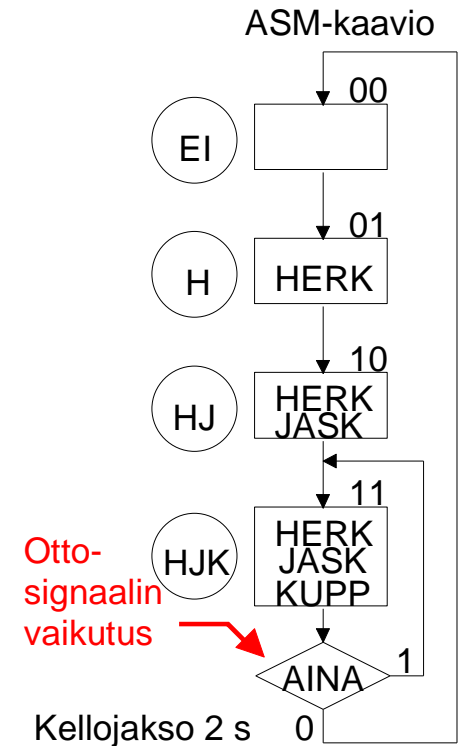 ASM-kaavio
00
EI
01
H
HERK
10
HJ
HERK
JASK
11
HJK
HERK
JASK
KUPP
Otto-
signaalin
vaikutus
AINA
1
Kellojakso 2 s
0